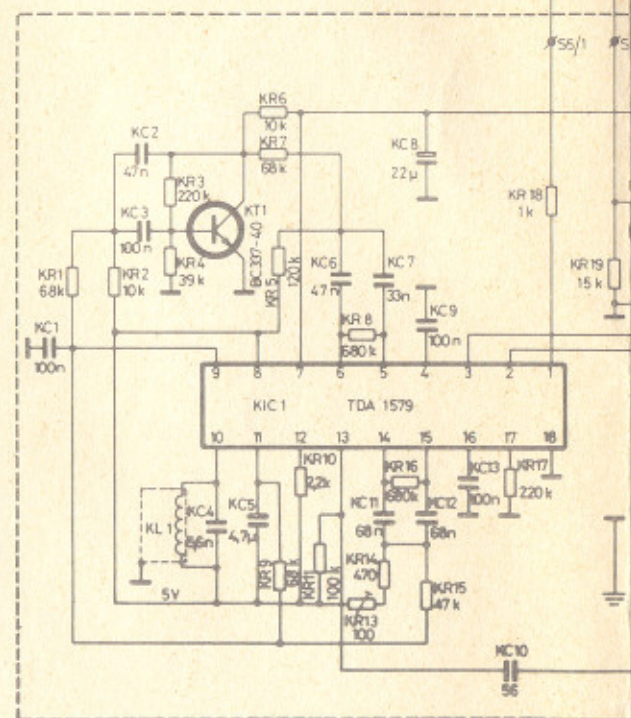 S5/1
S
KR6
10k
KC2
47n
KR7
68k
KC8
22µ
KR3
220k
KR18
1k
KC3
100n
KT1
BC337-40
KR4
39k
KR19
15k
KR1
68k
KR2
10k
KR5
120k
KC6
47n
KC7
33n
KC9
100n
KC1
100n
KR8
680k
9 8 7 6 5 4 3 2 1
KIC1 TDA 1579
10 11 12 13 14 15 16 17 18
KR10
2,2k
KR16
680k
KC13
100n
KR17
220k
KC4
KL1
KC5
4,7µ
KC11
68n
KC12
68n
KR9
68k
KR11
100k
KR14
470
KR15
47k
5V
KR13
100
KC10
56